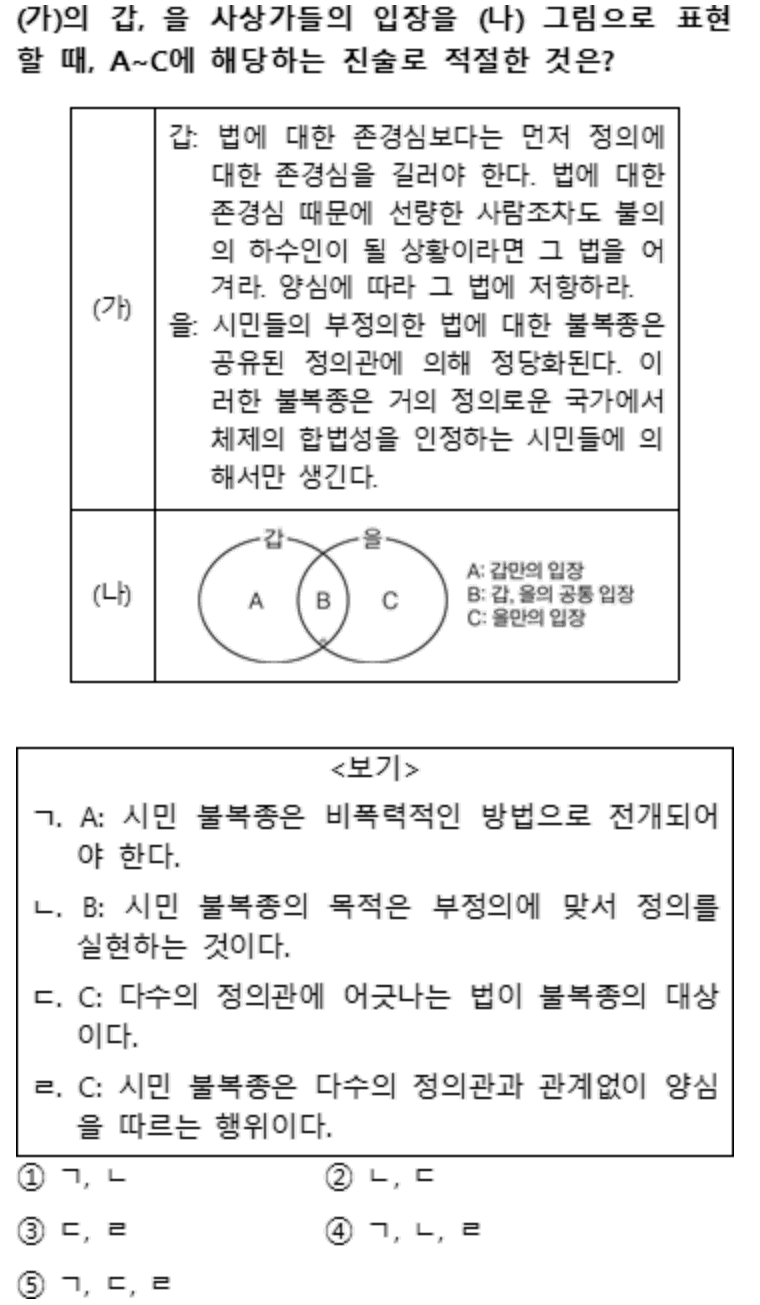 (가)의 갑, 을 사상가들의 입장을 (나) 그림으로 표현
할 때, A~C에 해당하는 진술로 적절한 것은?
(가)
갑: 법에 대한 존경심보다는 먼저 정의에
대한 존경심을 길러야 한다. 법에 대한
존경심 때문에 선량한 사람조차도 불의
의 하수인이 될 상황이라면 그 법을 어
겨라. 양심에 따라 그 법에 저항하라.
을: 시민들의 부정의한 법에 대한 불복종은
공유된 정의관에 의해 정당화된다. 이
러한 불복종은 거의 정의로운 국가에서
체제의 합법성을 인정하는 시민들에 의
해서만 생긴다.
(나)
갑 을
A B C
A: 갑만의 입장
B: 갑, 을의 공통 입장
C: 을만의 입장
<보기>
ㄱ. A: 시민 불복종은 비폭력적인 방법으로 전개되어
야 한다.
ㄴ. B: 시민 불복종의 목적은 부정의에 맞서 정의를
실현하는 것이다.
ㄷ. C: 다수의 정의관에 어긋나는 법이 불복종의 대상
이다.
ㄹ. C: 시민 불복종은 다수의 정의관과 관계없이 양심
을 따르는 행위이다.
① ㄱ, ㄴ ② ㄴ, ㄷ
③ ㄷ, ㄹ ④ ㄱ, ㄴ, ㄹ
⑤ ㄱ, ㄷ, ㄹ